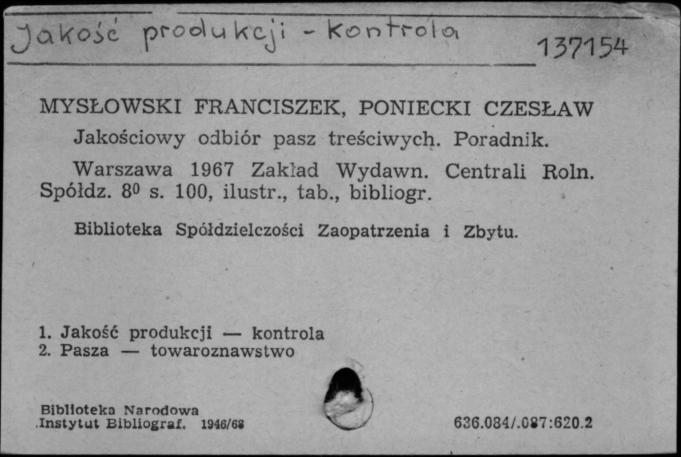 Jakość produkcji - kontrola
137154
MYSŁOWSKI FRANCISZEK, PONIECKI CZESŁAW
Jakościowy odbiór pasz treściwych. Poradnik.
Warszawa 1967 Zakład Wydawn. Centrali Roln.
Spółdz. 8º s. 100, ilustr., tab., bibliogr.
Biblioteka Spółdzielczości Zaopatrzenia i Zbytu.
1. Jakość produkcji — kontrola
2. Pasza — towaroznawstwo
Biblioteka Narodowa
Instytut Bibliograf. 1946/68
636.084/.087:620.2